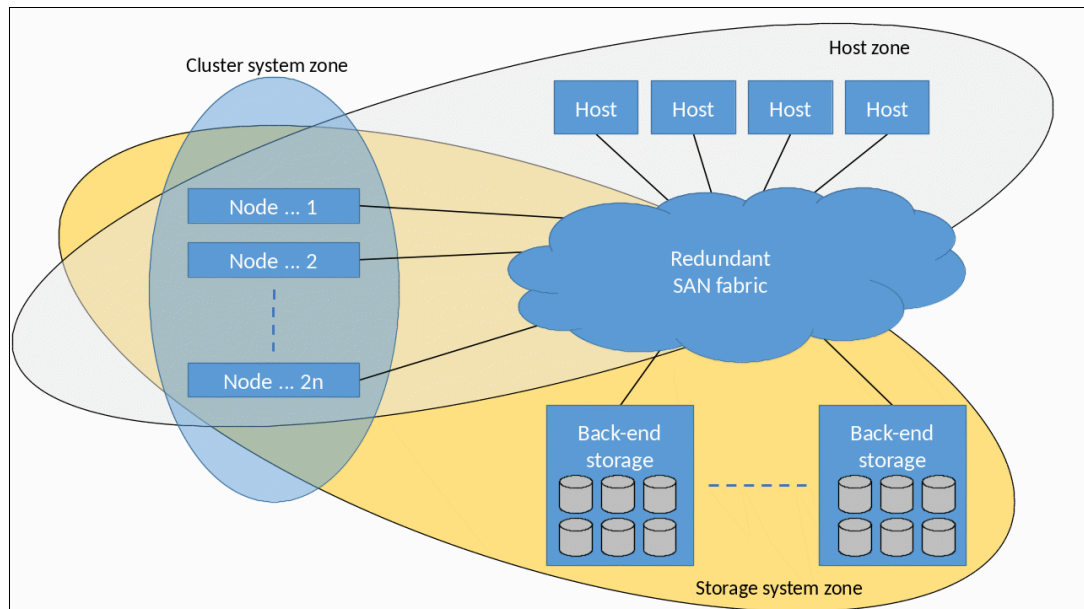 Host zone
Cluster system zone
Host
Host
Host
Host
Node ... 1
Node ... 2
Node ... 2n
Redundant
SAN fabric
Back-end
storage
Back-end
storage
Storage system zone